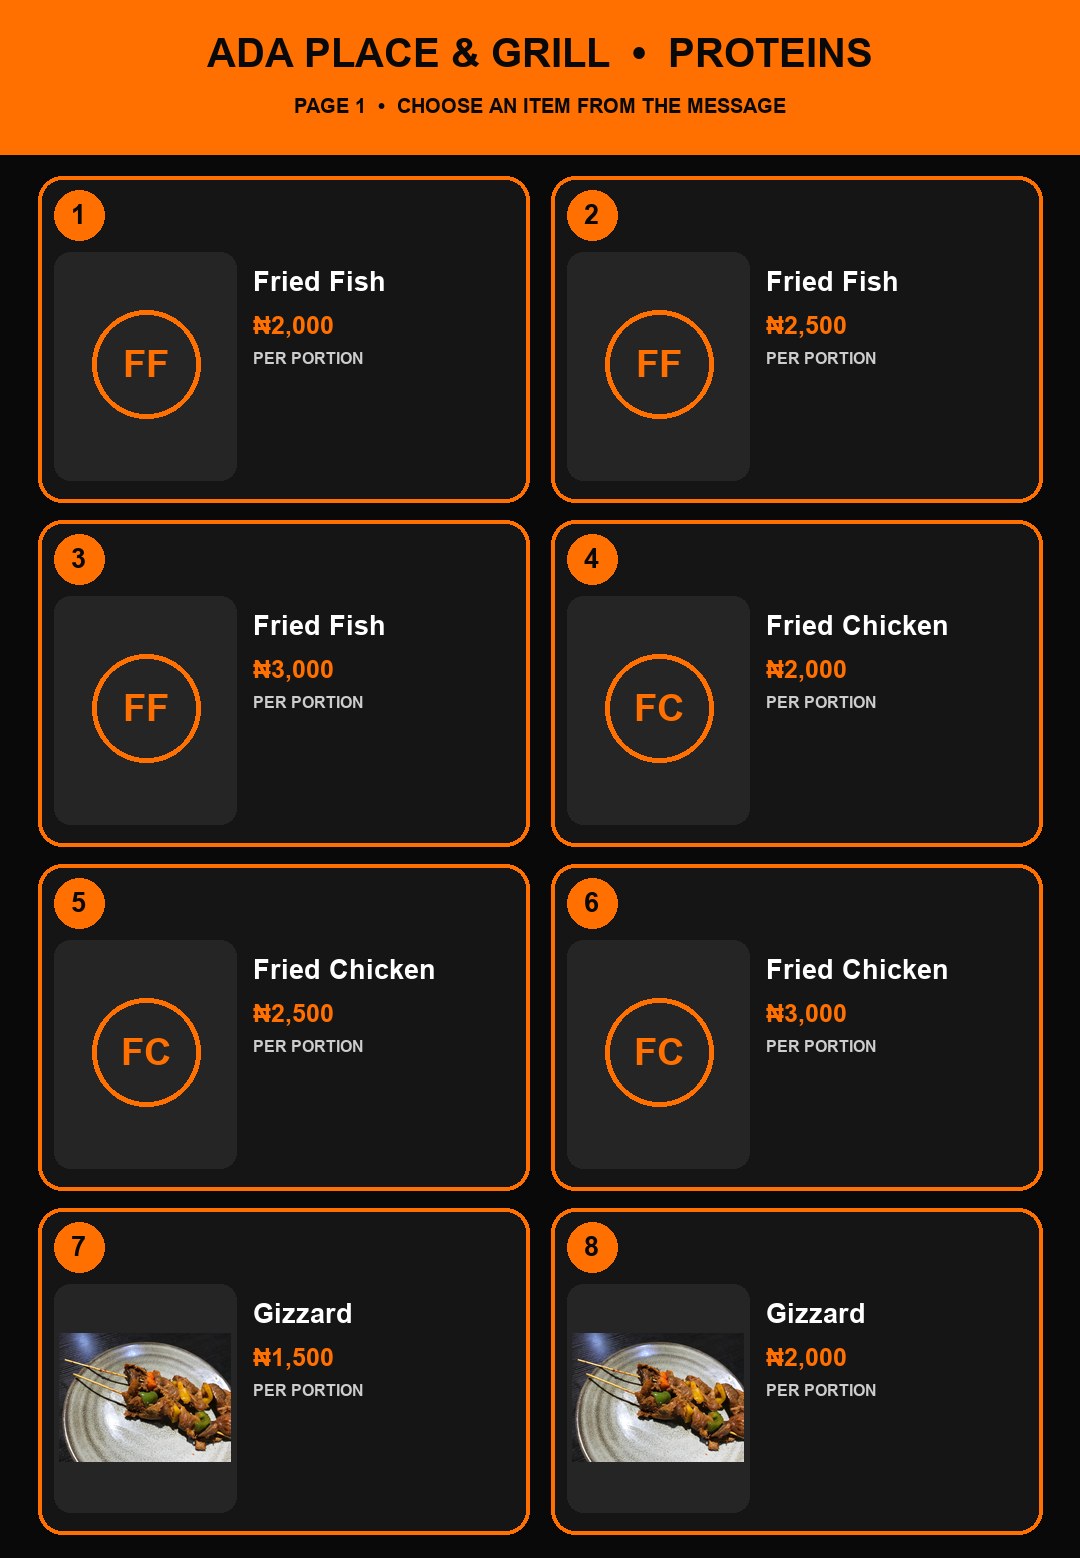 ADA PLACE & GRILL • PROTEINS
PAGE 1 • CHOOSE AN ITEM FROM THE MESSAGE
1
FF
Fried Fish
₦2,000
PER PORTION
2
FF
Fried Fish
₦2,500
PER PORTION
3
FF
Fried Fish
₦3,000
PER PORTION
4
FC
Fried Chicken
₦2,000
PER PORTION
5
FC
Fried Chicken
₦2,500
PER PORTION
6
FC
Fried Chicken
₦3,000
PER PORTION
7
Gizzard
₦1,500
PER PORTION
8
Gizzard
₦2,000
PER PORTION